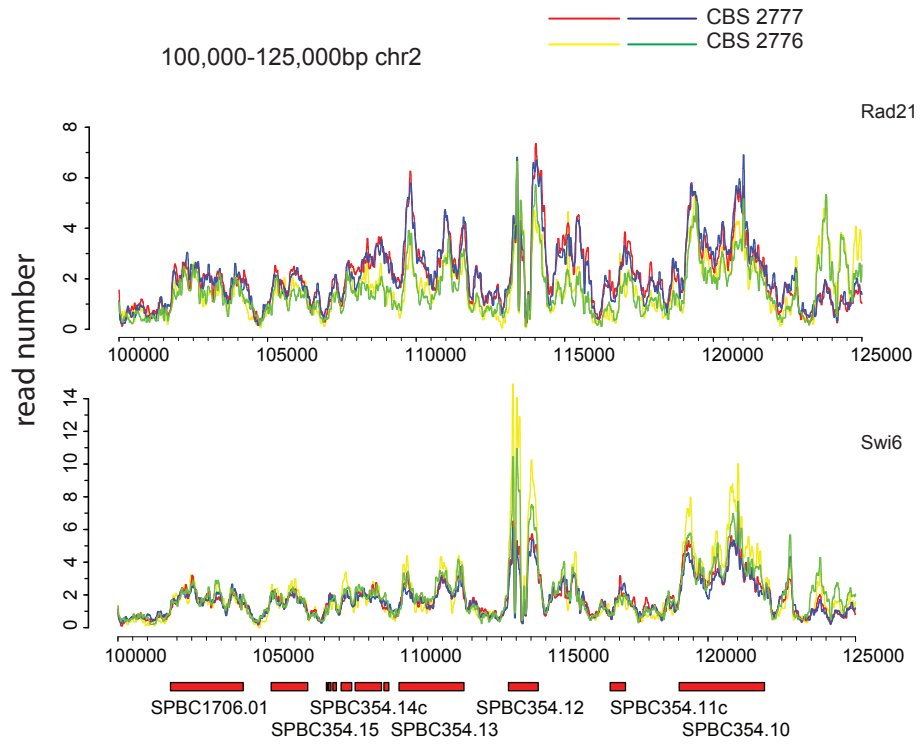 CBS 2777
CBS 2776
100,000-125,000bp chr2
Rad21
read number
8
6
4
2
0
100000 105000 110000 115000 120000 125000
Swi6
14
12
10
8
6
4
2
0
100000 105000 110000 115000 120000 125000
SPBC1706.01 SPBC354.14c SPBC354.12 SPBC354.11c
SPBC354.15 SPBC354.13 SPBC354.10